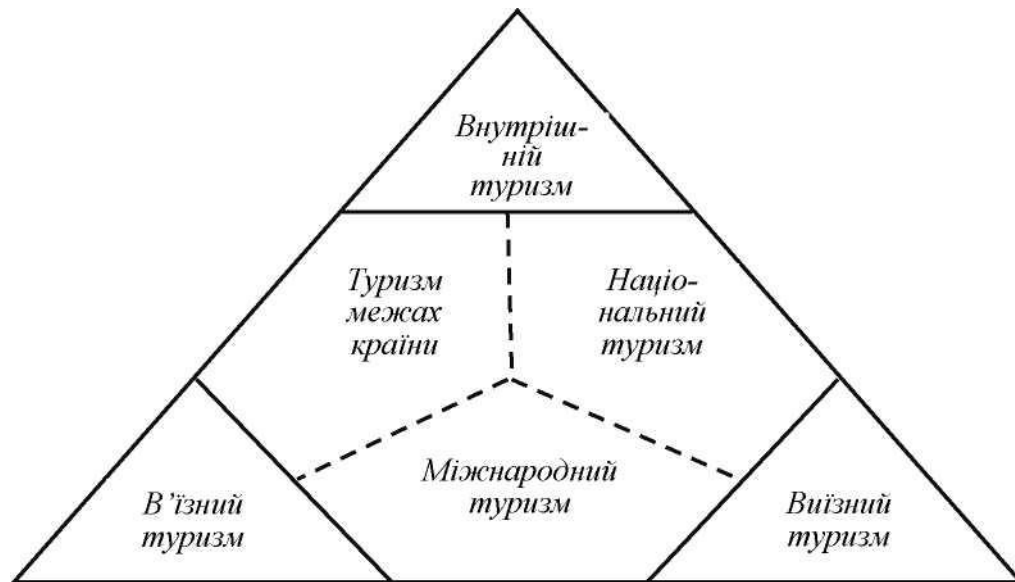 Внутріш-
ній
туризм
Туризм
межах
країни
Націо-
нальний
туризм
Міжнародний
туризм
В’їзний
туризм
Виїзний
туризм